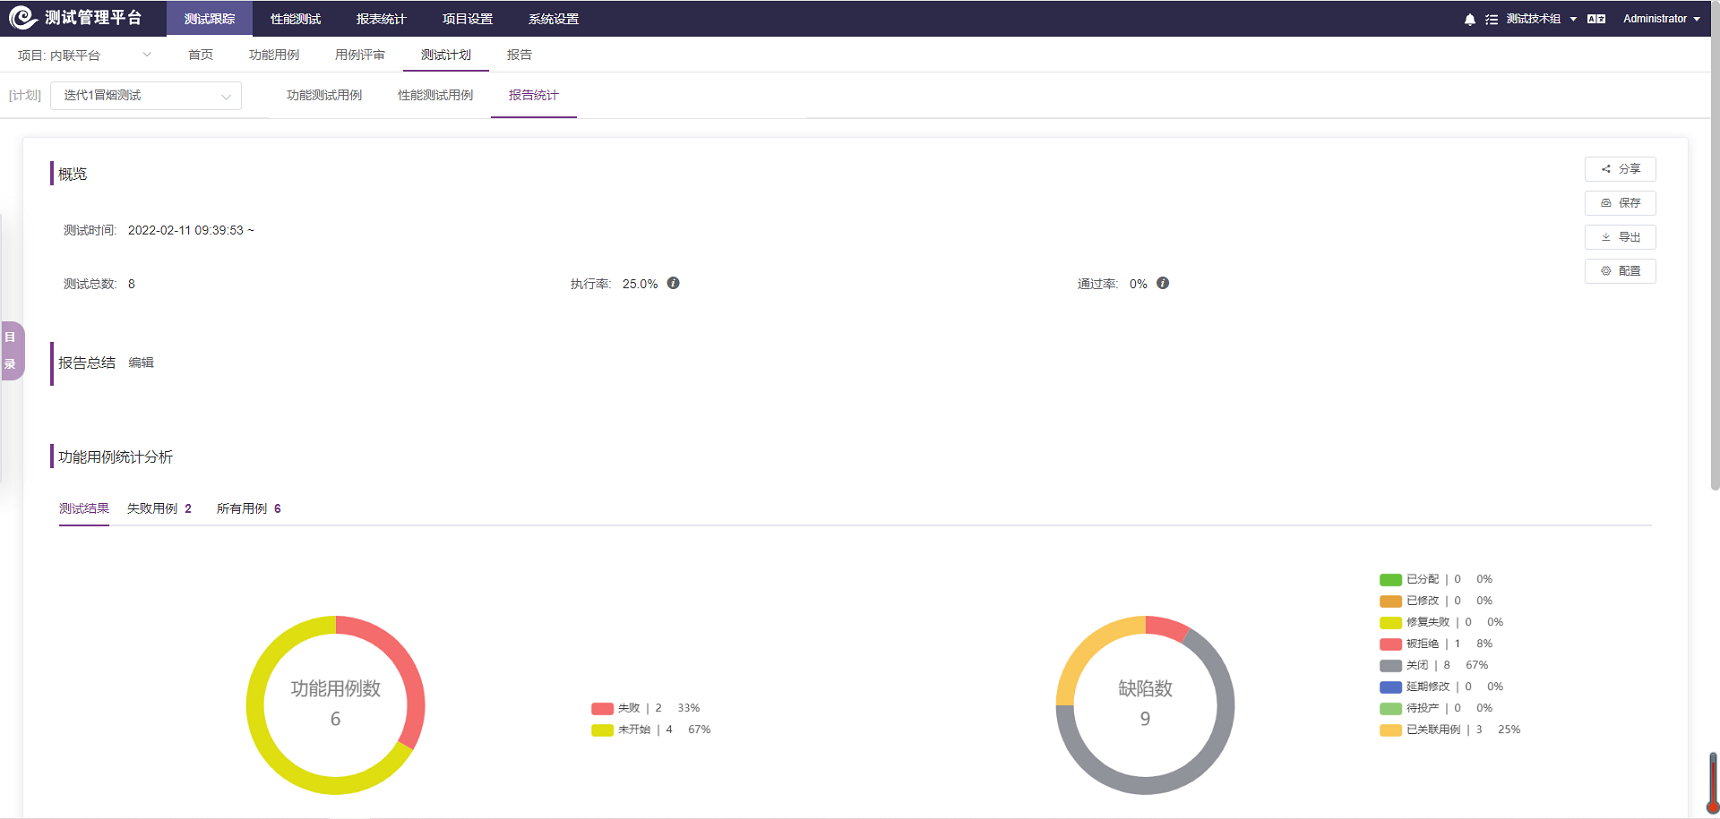 测试管理平台 测试跟踪 性能测试 报表统计 项目设置 系统设置 测试技术组 Administrator
项目: 内联平台 首页 功能用例 用例评审 测试计划 报告
[计划] 迭代1冒烟测试 功能测试用例 性能测试用例 报告统计
概览
分享
保存
导出
配置
测试时间: 2022-02-11 09:39:53 ~
测试总数: 8 执行率: 25.0% 通过率: 0%
目录
报告总结 编辑
功能用例统计分析
测试结果 失败用例 2 所有用例 6
功能用例数
6
失败 | 2 33%
未开始 | 4 67%
缺陷数
9
已分配 | 0 0%
已修改 | 0 0%
修复失败 | 0 0%
被拒绝 | 1 8%
关闭 | 8 67%
延期修改 | 0 0%
待投产 | 0 0%
已关联用例 | 3 25%